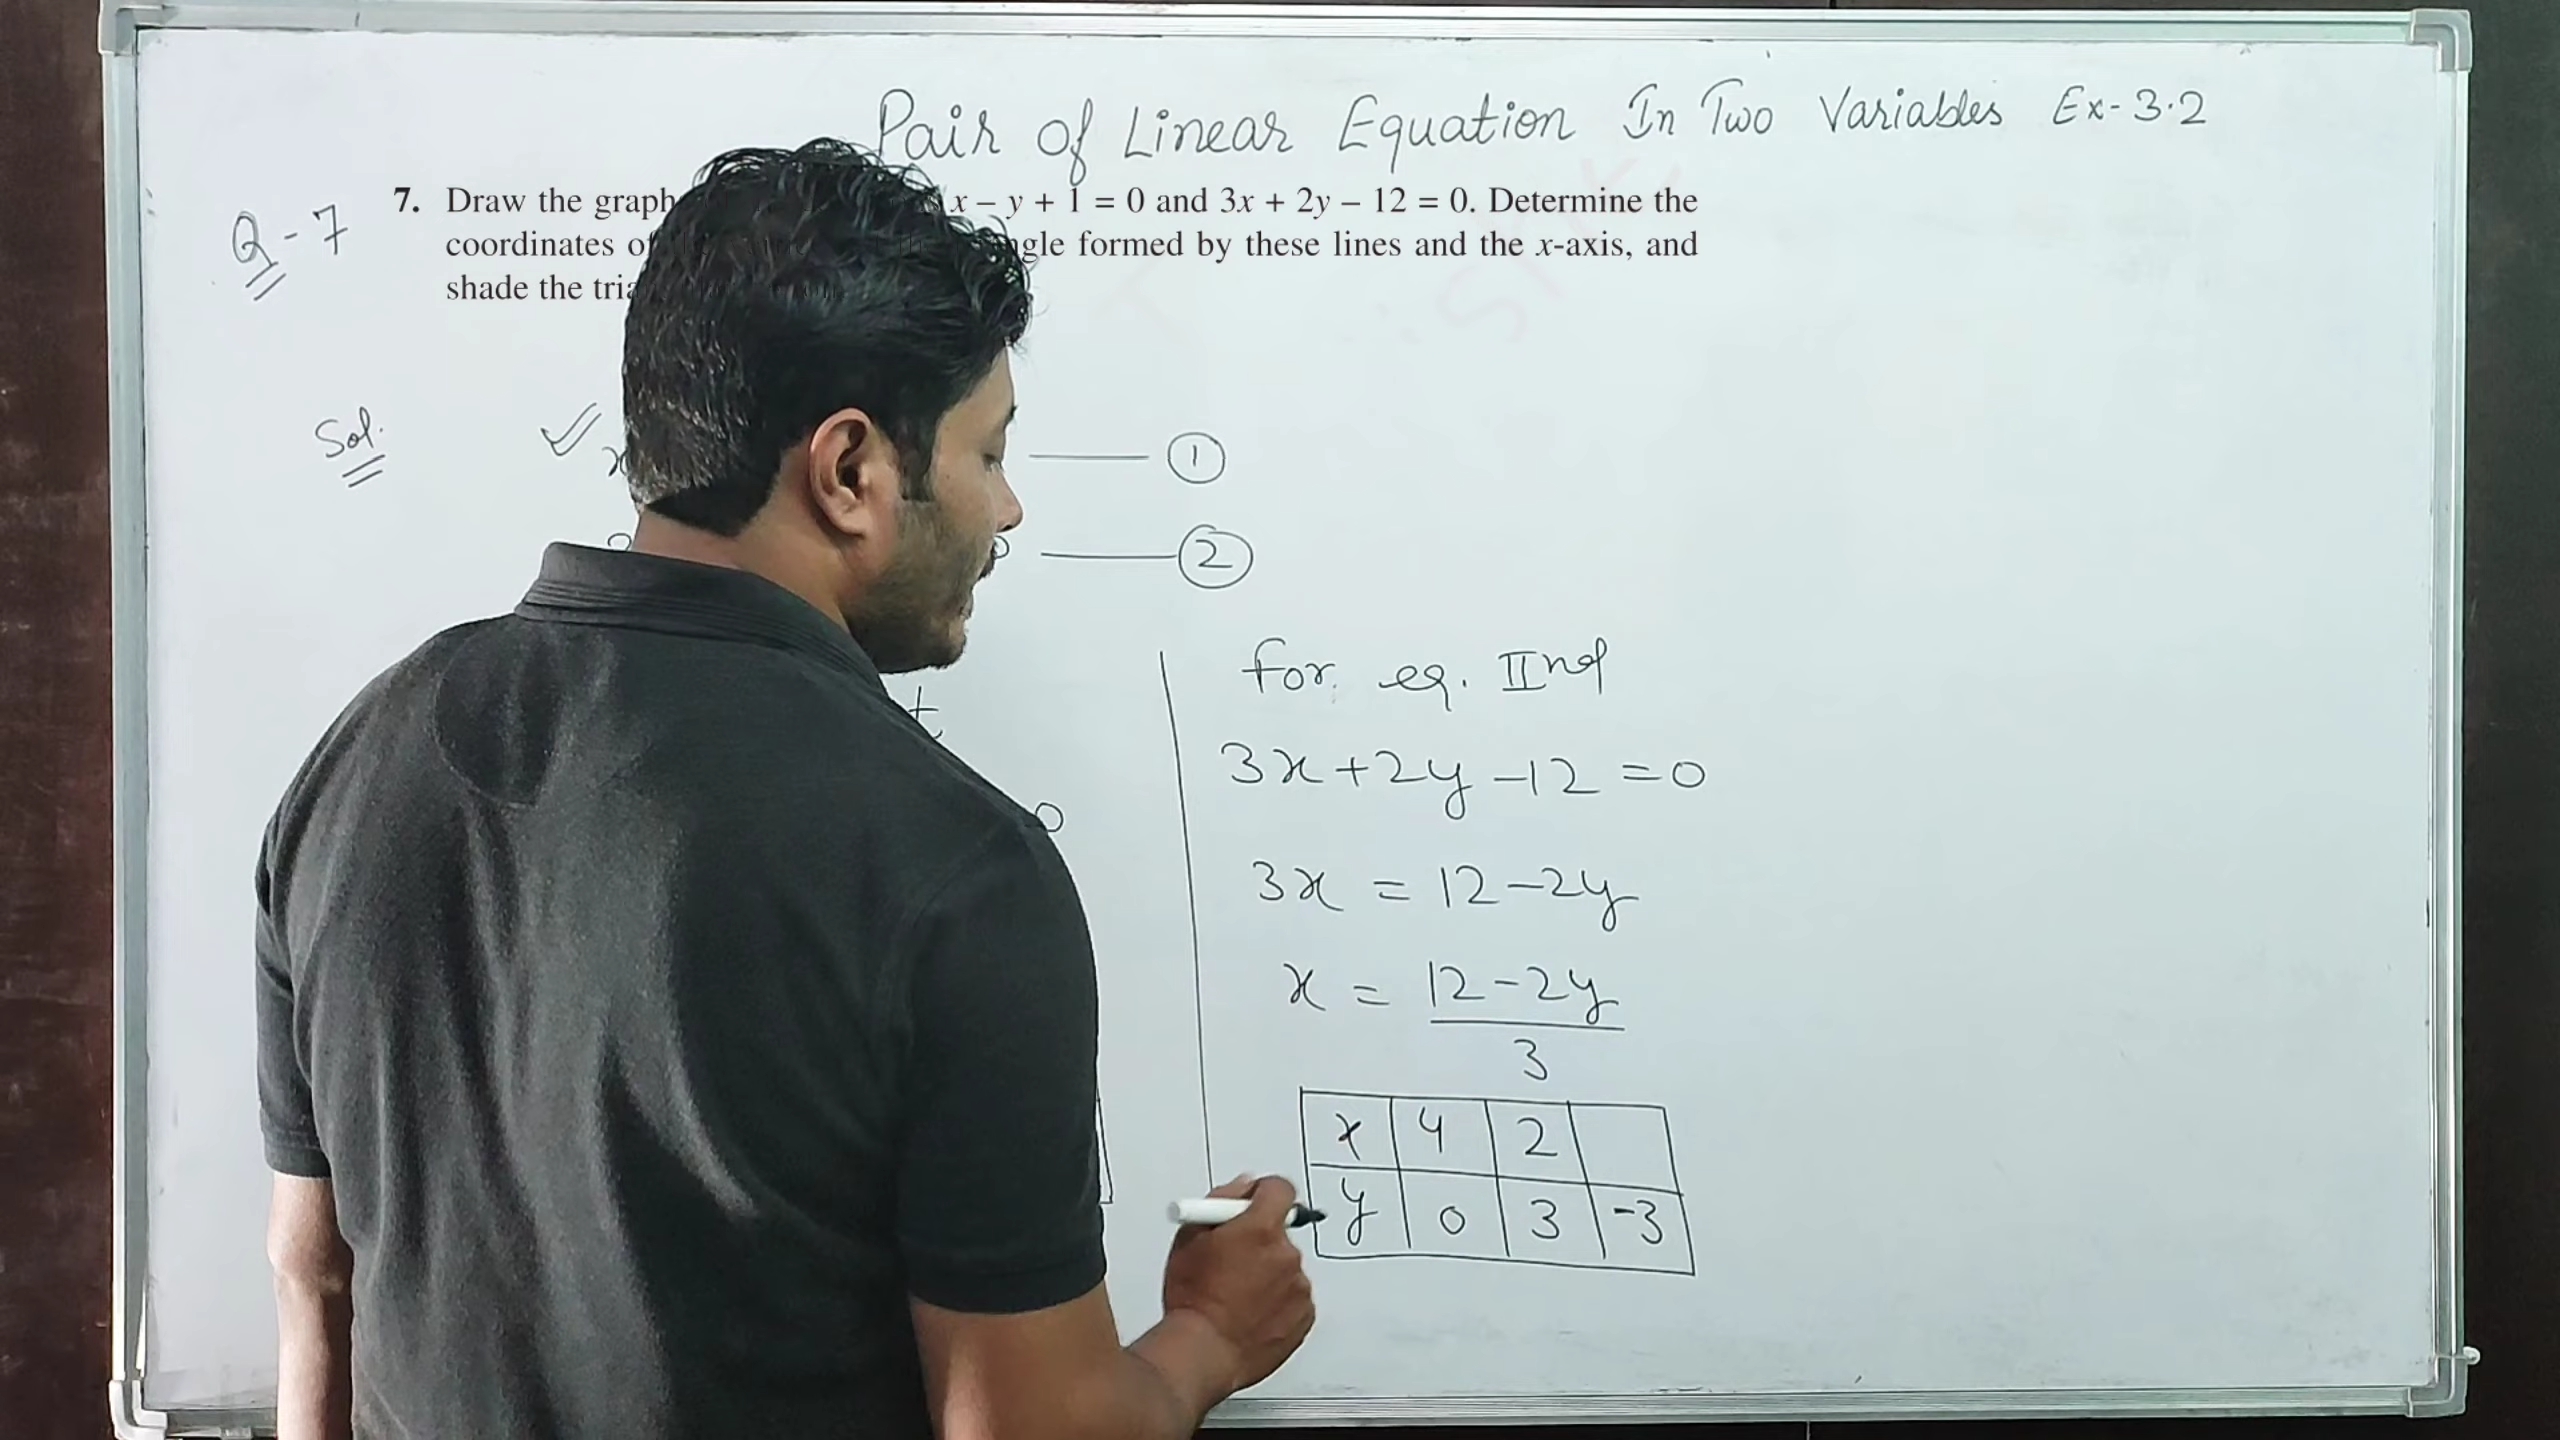 Pair of Linear Equation In Two Variables Ex-3.2
Q-7
7. Draw the graph x – y + 1 = 0 and 3x + 2y – 12 = 0. Determine the
coordinates of formed by these lines and the x-axis, and
shade the
Sol.
x ①
②
For eq. IInd
3x+2y-12=0
3x = 12-2y
x = 12-2y
3
x 4 2
y 0 3 -3